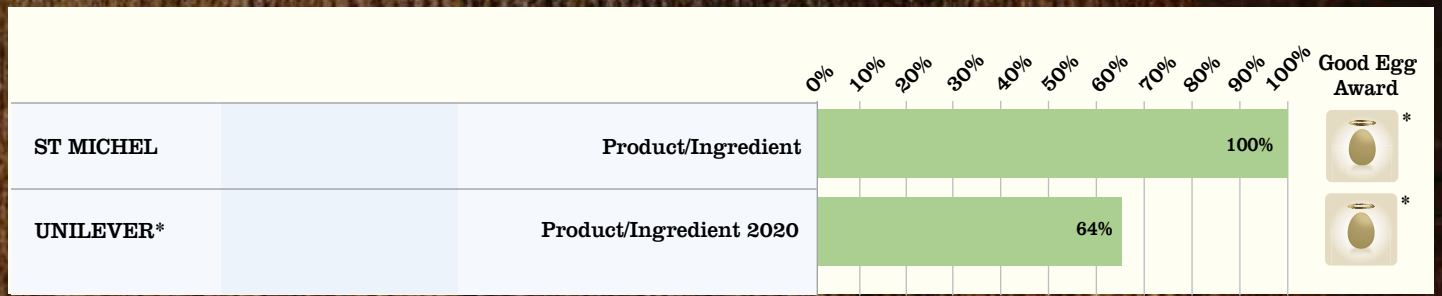 0% 10% 20% 30% 40% 50% 60% 70% 80% 90% 100%
Good Egg
Award
ST MICHEL Product/Ingredient 100% *
UNILEVER* Product/Ingredient 2020 64% *